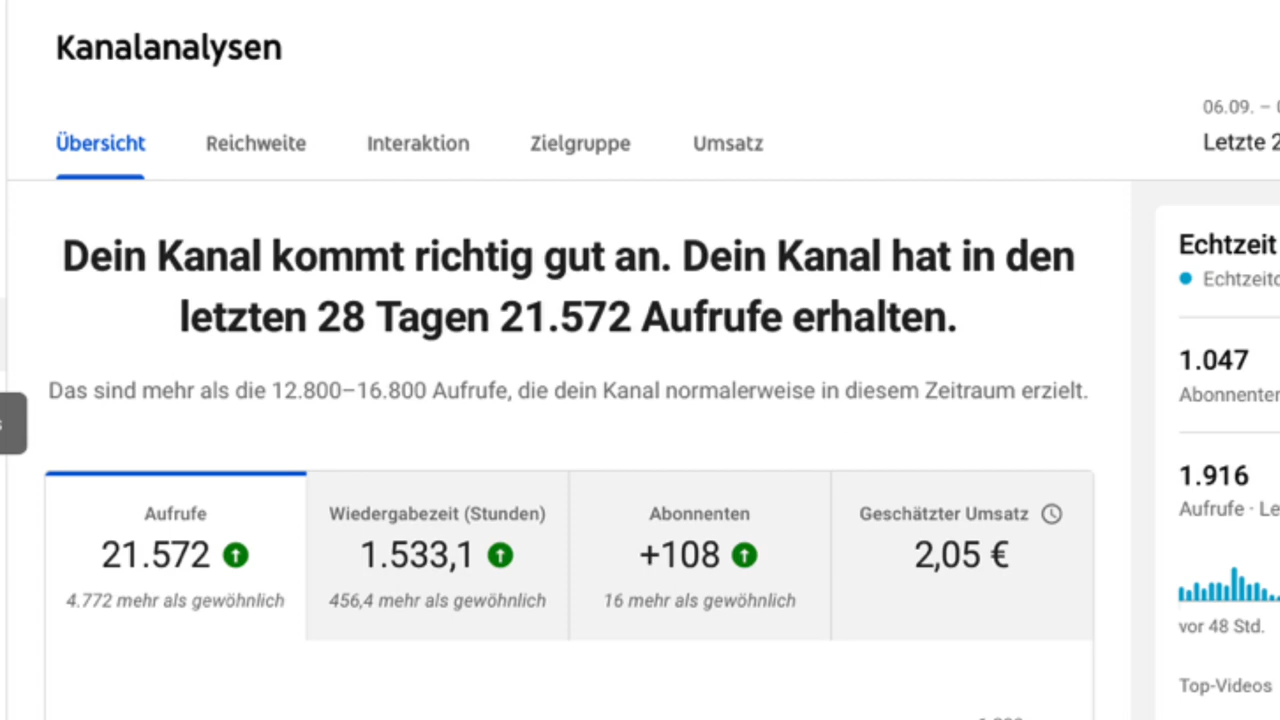 Kanalanalysen
Übersicht Reichweite Interaktion Zielgruppe Umsatz
06.09. –
Letzte 2
Dein Kanal kommt richtig gut an. Dein Kanal hat in den
letzten 28 Tagen 21.572 Aufrufe erhalten.
Das sind mehr als die 12.800–16.800 Aufrufe, die dein Kanal normalerweise in diesem Zeitraum erzielt.
Aufrufe
21.572
4.772 mehr als gewöhnlich
Wiedergabezeit (Stunden)
1.533,1
456,4 mehr als gewöhnlich
Abonnenten
+108
16 mehr als gewöhnlich
Geschätzter Umsatz
2,05 €
Echtzeit
Echtzeit
1.047
Abonnenten
1.916
Aufrufe · Le
vor 48 Std.
Top-Videos